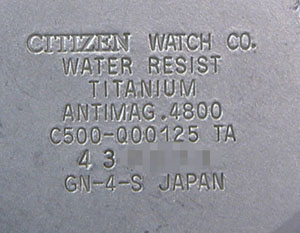 CITIZEN WATCH CO.
WATER RESIST
TITANIUM
ANTIMAG.4800
C500-Q00125 TA
43
GN-4-S JAPAN